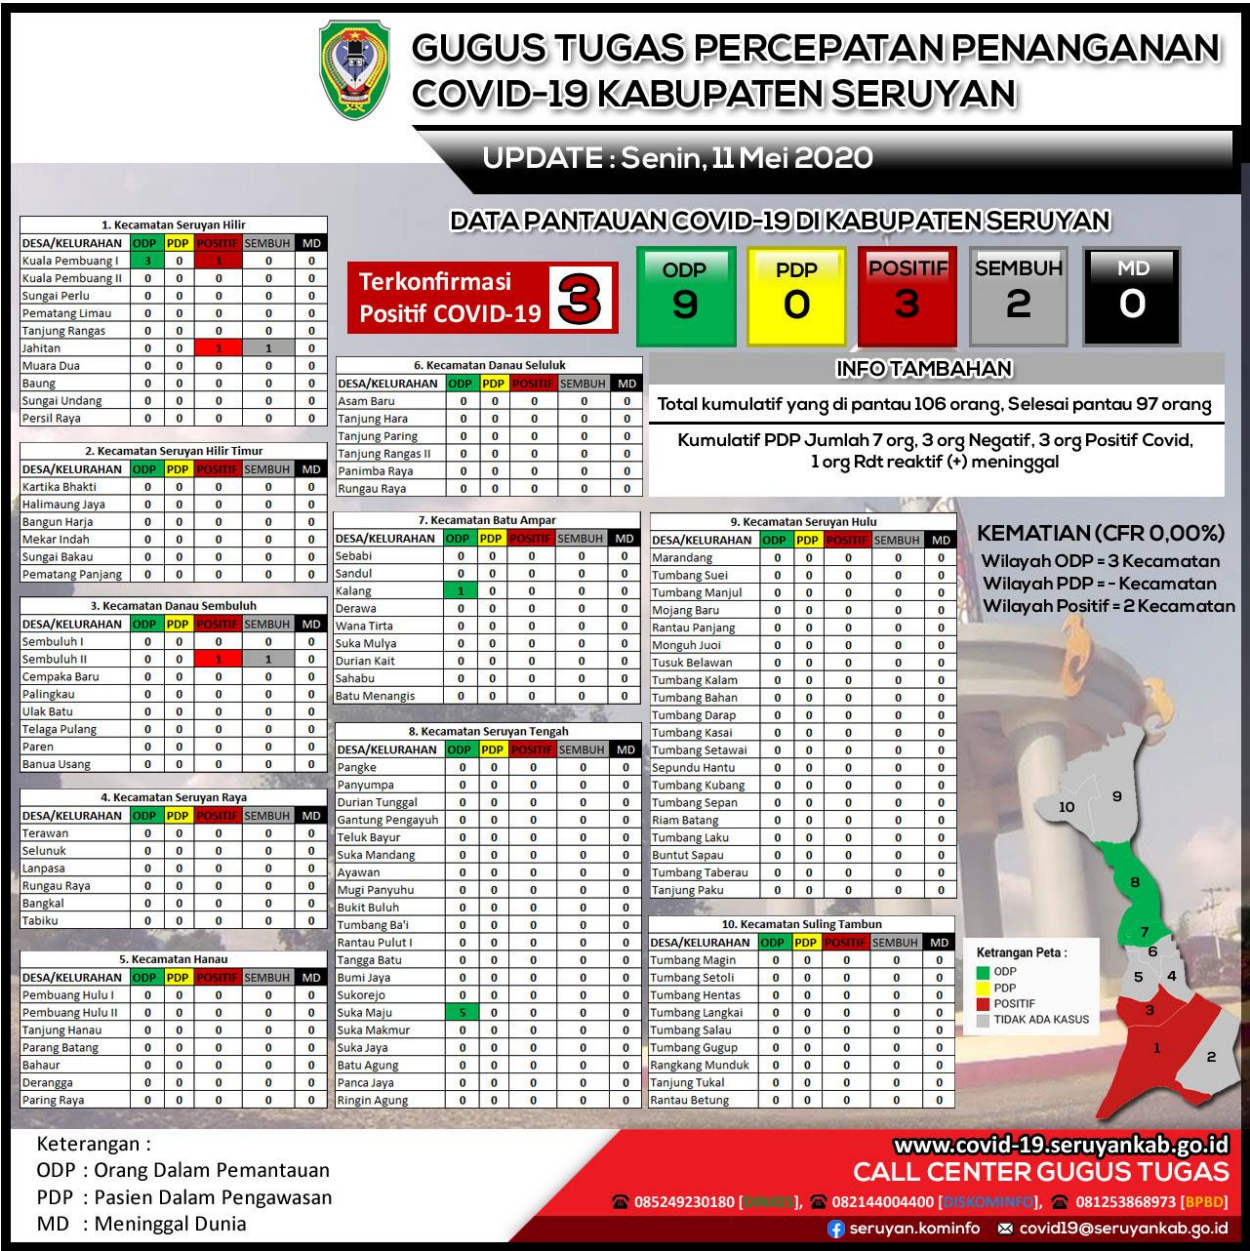 GUGUS TUGAS PERCEPATAN PENANGANAN
COVID-19 KABUPATEN SERUYAN
UPDATE : Senin, 11 Mei 2020
DATA PANTAUAN COVID-19 DI KABUPATEN SERUYAN
Terkonfirmasi
Positif COVID-19 3
ODP 9
PDP 0
POSITIF 3
SEMBUH 2
MD 0
INFO TAMBAHAN
Total kumulatif yang di pantau 106 orang, Selesai pantau 97 orang
Kumulatif PDP Jumlah 7 org, 3 org Negatif, 3 org Positif Covid,
1 org Rdt reaktif (+) meninggal
1. Kecamatan Seruyan Hilir
DESA/KELURAHAN ODP PDP POSITIF SEMBUH MD
Kuala Pembuang I 3 0 1 0 0
Kuala Pembuang II 0 0 0 0 0
Sungai Perlu 0 0 0 0 0
Pematang Limau 0 0 0 0 0
Tanjung Rangas 0 0 0 0 0
Jahitan 0 0 1 1 0
Muara Dua 0 0 0 0 0
Baung 0 0 0 0 0
Sungai Undang 0 0 0 0 0
Persil Raya 0 0 0 0 0
2. Kecamatan Seruyan Hilir Timur
DESA/KELURAHAN ODP PDP POSITIF SEMBUH MD
Kartika Bhakti 0 0 0 0 0
Halimaung Jaya 0 0 0 0 0
Bangun Harja 0 0 0 0 0
Mekar Indah 0 0 0 0 0
Sungai Bakau 0 0 0 0 0
Pematang Panjang 0 0 0 0 0
3. Kecamatan Danau Sembuluh
DESA/KELURAHAN ODP PDP POSITIF SEMBUH MD
Sembuluh I 0 0 0 0 0
Sembuluh II 0 0 1 1 0
Cempaka Baru 0 0 0 0 0
Palingkau 0 0 0 0 0
Ulak Batu 0 0 0 0 0
Telaga Pulang 0 0 0 0 0
Paren 0 0 0 0 0
Banua Usang 0 0 0 0 0
4. Kecamatan Seruyan Raya
DESA/KELURAHAN ODP PDP POSITIF SEMBUH MD
Terawan 0 0 0 0 0
Selunuk 0 0 0 0 0
Lanpasa 0 0 0 0 0
Rungau Raya 0 0 0 0 0
Bangkal 0 0 0 0 0
Tabiku 0 0 0 0 0
5. Kecamatan Hanau
DESA/KELURAHAN ODP PDP POSITIF SEMBUH MD
Pembuang Hulu I 0 0 0 0 0
Pembuang Hulu II 0 0 0 0 0
Tanjung Hanau 0 0 0 0 0
Parang Batang 0 0 0 0 0
Bahaur 0 0 0 0 0
Derangga 0 0 0 0 0
Paring Raya 0 0 0 0 0
6. Kecamatan Danau Seluluk
DESA/KELURAHAN ODP PDP POSITIF SEMBUH MD
Asam Baru 0 0 0 0 0
Tanjung Hara 0 0 0 0 0
Tanjung Paring 0 0 0 0 0
Tanjung Rangas II 0 0 0 0 0
Panimba Raya 0 0 0 0 0
Rungau Raya 0 0 0 0 0
7. Kecamatan Batu Ampar
DESA/KELURAHAN ODP PDP POSITIF SEMBUH MD
Sebabi 0 0 0 0 0
Sandul 0 0 0 0 0
Kalang 1 0 0 0 0
Derawa 0 0 0 0 0
Wana Tirta 0 0 0 0 0
Suka Mulya 0 0 0 0 0
Durian Kait 0 0 0 0 0
Sahabu 0 0 0 0 0
Batu Menangis 0 0 0 0 0
8. Kecamatan Seruyan Tengah
DESA/KELURAHAN ODP PDP POSITIF SEMBUH MD
Pangke 0 0 0 0 0
Panyumpa 0 0 0 0 0
Durian Tunggal 0 0 0 0 0
Gantung Pengayuh 0 0 0 0 0
Teluk Bayur 0 0 0 0 0
Suka Mandang 0 0 0 0 0
Ayawan 0 0 0 0 0
Mugi Panyuhu 0 0 0 0 0
Bukit Buluh 0 0 0 0 0
Tumbang Ba'i 0 0 0 0 0
Rantau Pulut I 0 0 0 0 0
Tangga Batu 0 0 0 0 0
Bumi Jaya 0 0 0 0 0
Sukorejo 0 0 0 0 0
Suka Maju 5 0 0 0 0
Suka Makmur 0 0 0 0 0
Suka Jaya 0 0 0 0 0
Batu Agung 0 0 0 0 0
Panca Jaya 0 0 0 0 0
Ringin Agung 0 0 0 0 0
9. Kecamatan Seruyan Hulu
DESA/KELURAHAN ODP PDP POSITIF SEMBUH MD
Marandang 0 0 0 0 0
Tumbang Suei 0 0 0 0 0
Tumbang Manjul 0 0 0 0 0
Mojang Baru 0 0 0 0 0
Rantau Panjang 0 0 0 0 0
Monguh Juoi 0 0 0 0 0
Tusuk Belawan 0 0 0 0 0
Tumbang Kalam 0 0 0 0 0
Tumbang Bahan 0 0 0 0 0
Tumbang Darap 0 0 0 0 0
Tumbang Kasai 0 0 0 0 0
Tumbang Setawai 0 0 0 0 0
Sepundu Hantu 0 0 0 0 0
Tumbang Kubang 0 0 0 0 0
Tumbang Sepan 0 0 0 0 0
Riam Batang 0 0 0 0 0
Tumbang Laku 0 0 0 0 0
Buntut Sapau 0 0 0 0 0
Tumbang Taberau 0 0 0 0 0
Tanjung Paku 0 0 0 0 0
10. Kecamatan Suling Tambun
DESA/KELURAHAN ODP PDP POSITIF SEMBUH MD
Tumbang Magin 0 0 0 0 0
Tumbang Setoli 0 0 0 0 0
Tumbang Hentas 0 0 0 0 0
Tumbang Langkai 0 0 0 0 0
Tumbang Salau 0 0 0 0 0
Tumbang Gugup 0 0 0 0 0
Rangkang Munduk 0 0 0 0 0
Tanjung Tukal 0 0 0 0 0
Rantau Betung 0 0 0 0 0
KEMATIAN (CFR 0,00%)
Wilayah ODP = 3 Kecamatan
Wilayah PDP = - Kecamatan
Wilayah Positif = 2 Kecamatan
9
10
8
7
6
5 4
3
1
2
Ketrangan Peta :
ODP
PDP
POSITIF
TIDAK ADA KASUS
Keterangan :
ODP : Orang Dalam Pemantauan
PDP : Pasien Dalam Pengawasan
MD : Meninggal Dunia
www.covid-19.seruyankab.go.id
CALL CENTER GUGUS TUGAS
085249230180 [DINKES], 082144004400 [DISKOMINFO], 081253868973 [BPBD]
seruyan.kominfo covid19@seruyankab.go.id